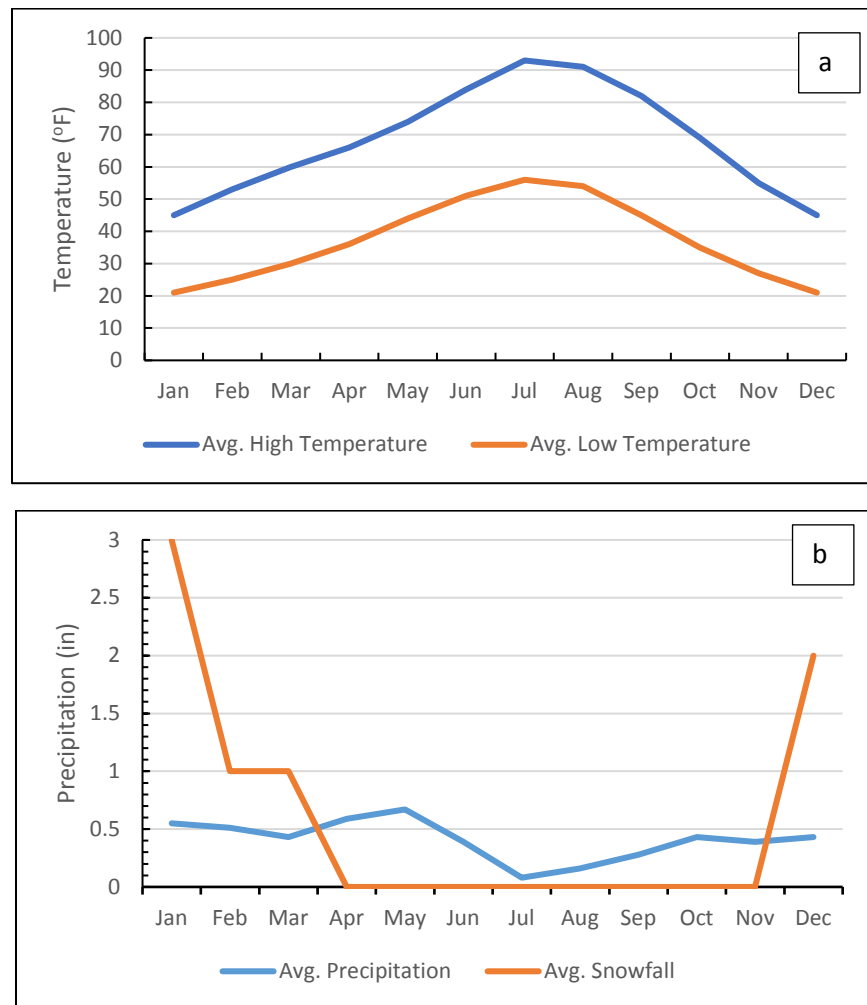 a
100
90
80
70
60
50
40
30
20
10
0
Temperature (oF)
Jan Feb Mar Apr May Jun Jul Aug Sep Oct Nov Dec
Avg. High Temperature Avg. Low Temperature
b
3
2.5
2
1.5
1
0.5
0
Precipitation (in)
Jan Feb Mar Apr May Jun Jul Aug Sep Oct Nov Dec
Avg. Precipitation Avg. Snowfall